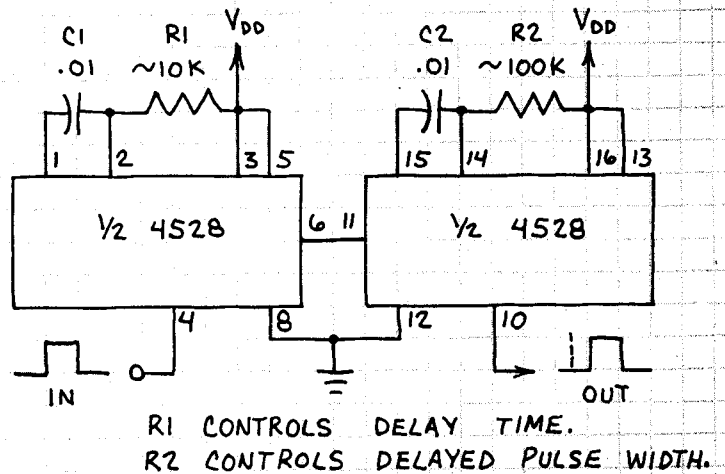 C1 R1 VDD C2 R2 VDD
.01 ~10K .01 ~100K
1 2 3 5 15 14 16 13
1/2 4528 6 11 1/2 4528
4 8 12 10
IN OUT
R1 CONTROLS DELAY TIME.
R2 CONTROLS DELAYED PULSE WIDTH.